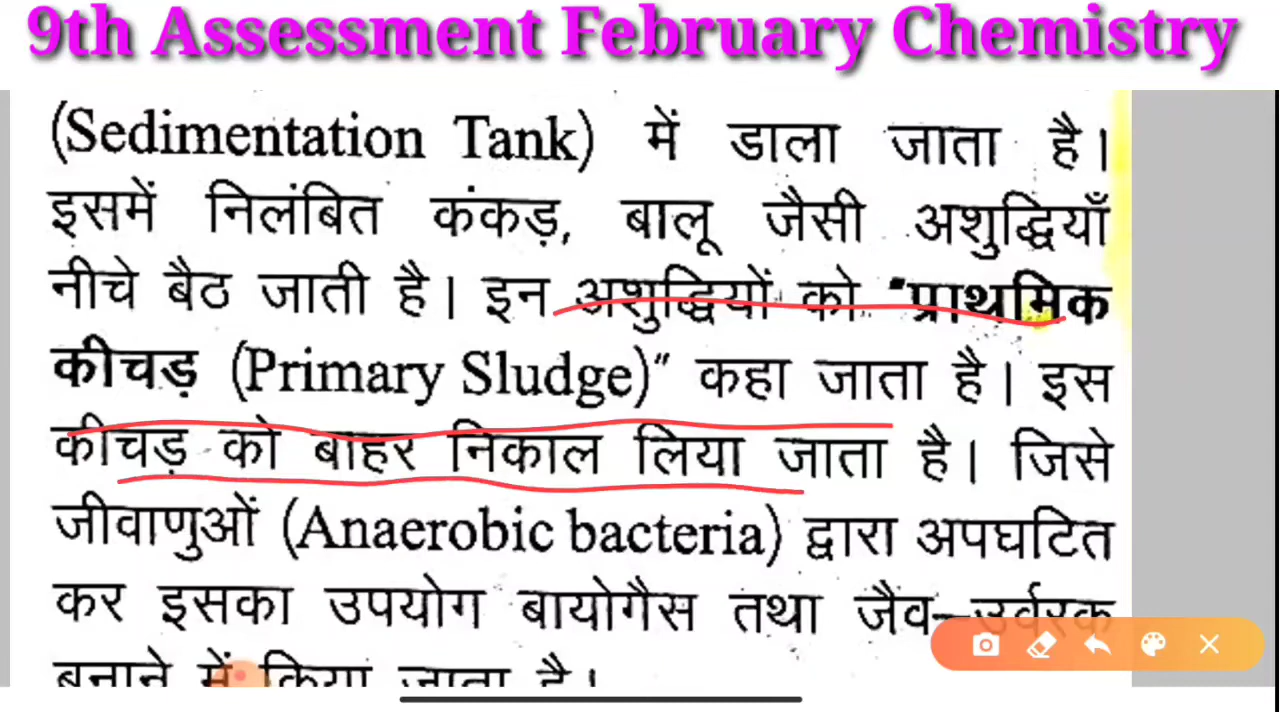 9th Assessment February Chemistry
(Sedimentation Tank) में डाला जाता है।
इसमें निलंबित कंकड़, बालू जैसी अशुद्धियाँ
नीचे बैठ जाती है। इन अशुद्धियों को "प्राथमिक
कीचड़ (Primary Sludge)" कहा जाता है। इस
कीचड़ को बाहर निकाल लिया जाता है। जिसे
जीवाणुओं (Anaerobic bacteria) द्वारा अपघटित
कर इसका उपयोग बायोगैस तथा जैव–उर्वरक
बनाने में किया जाता है।